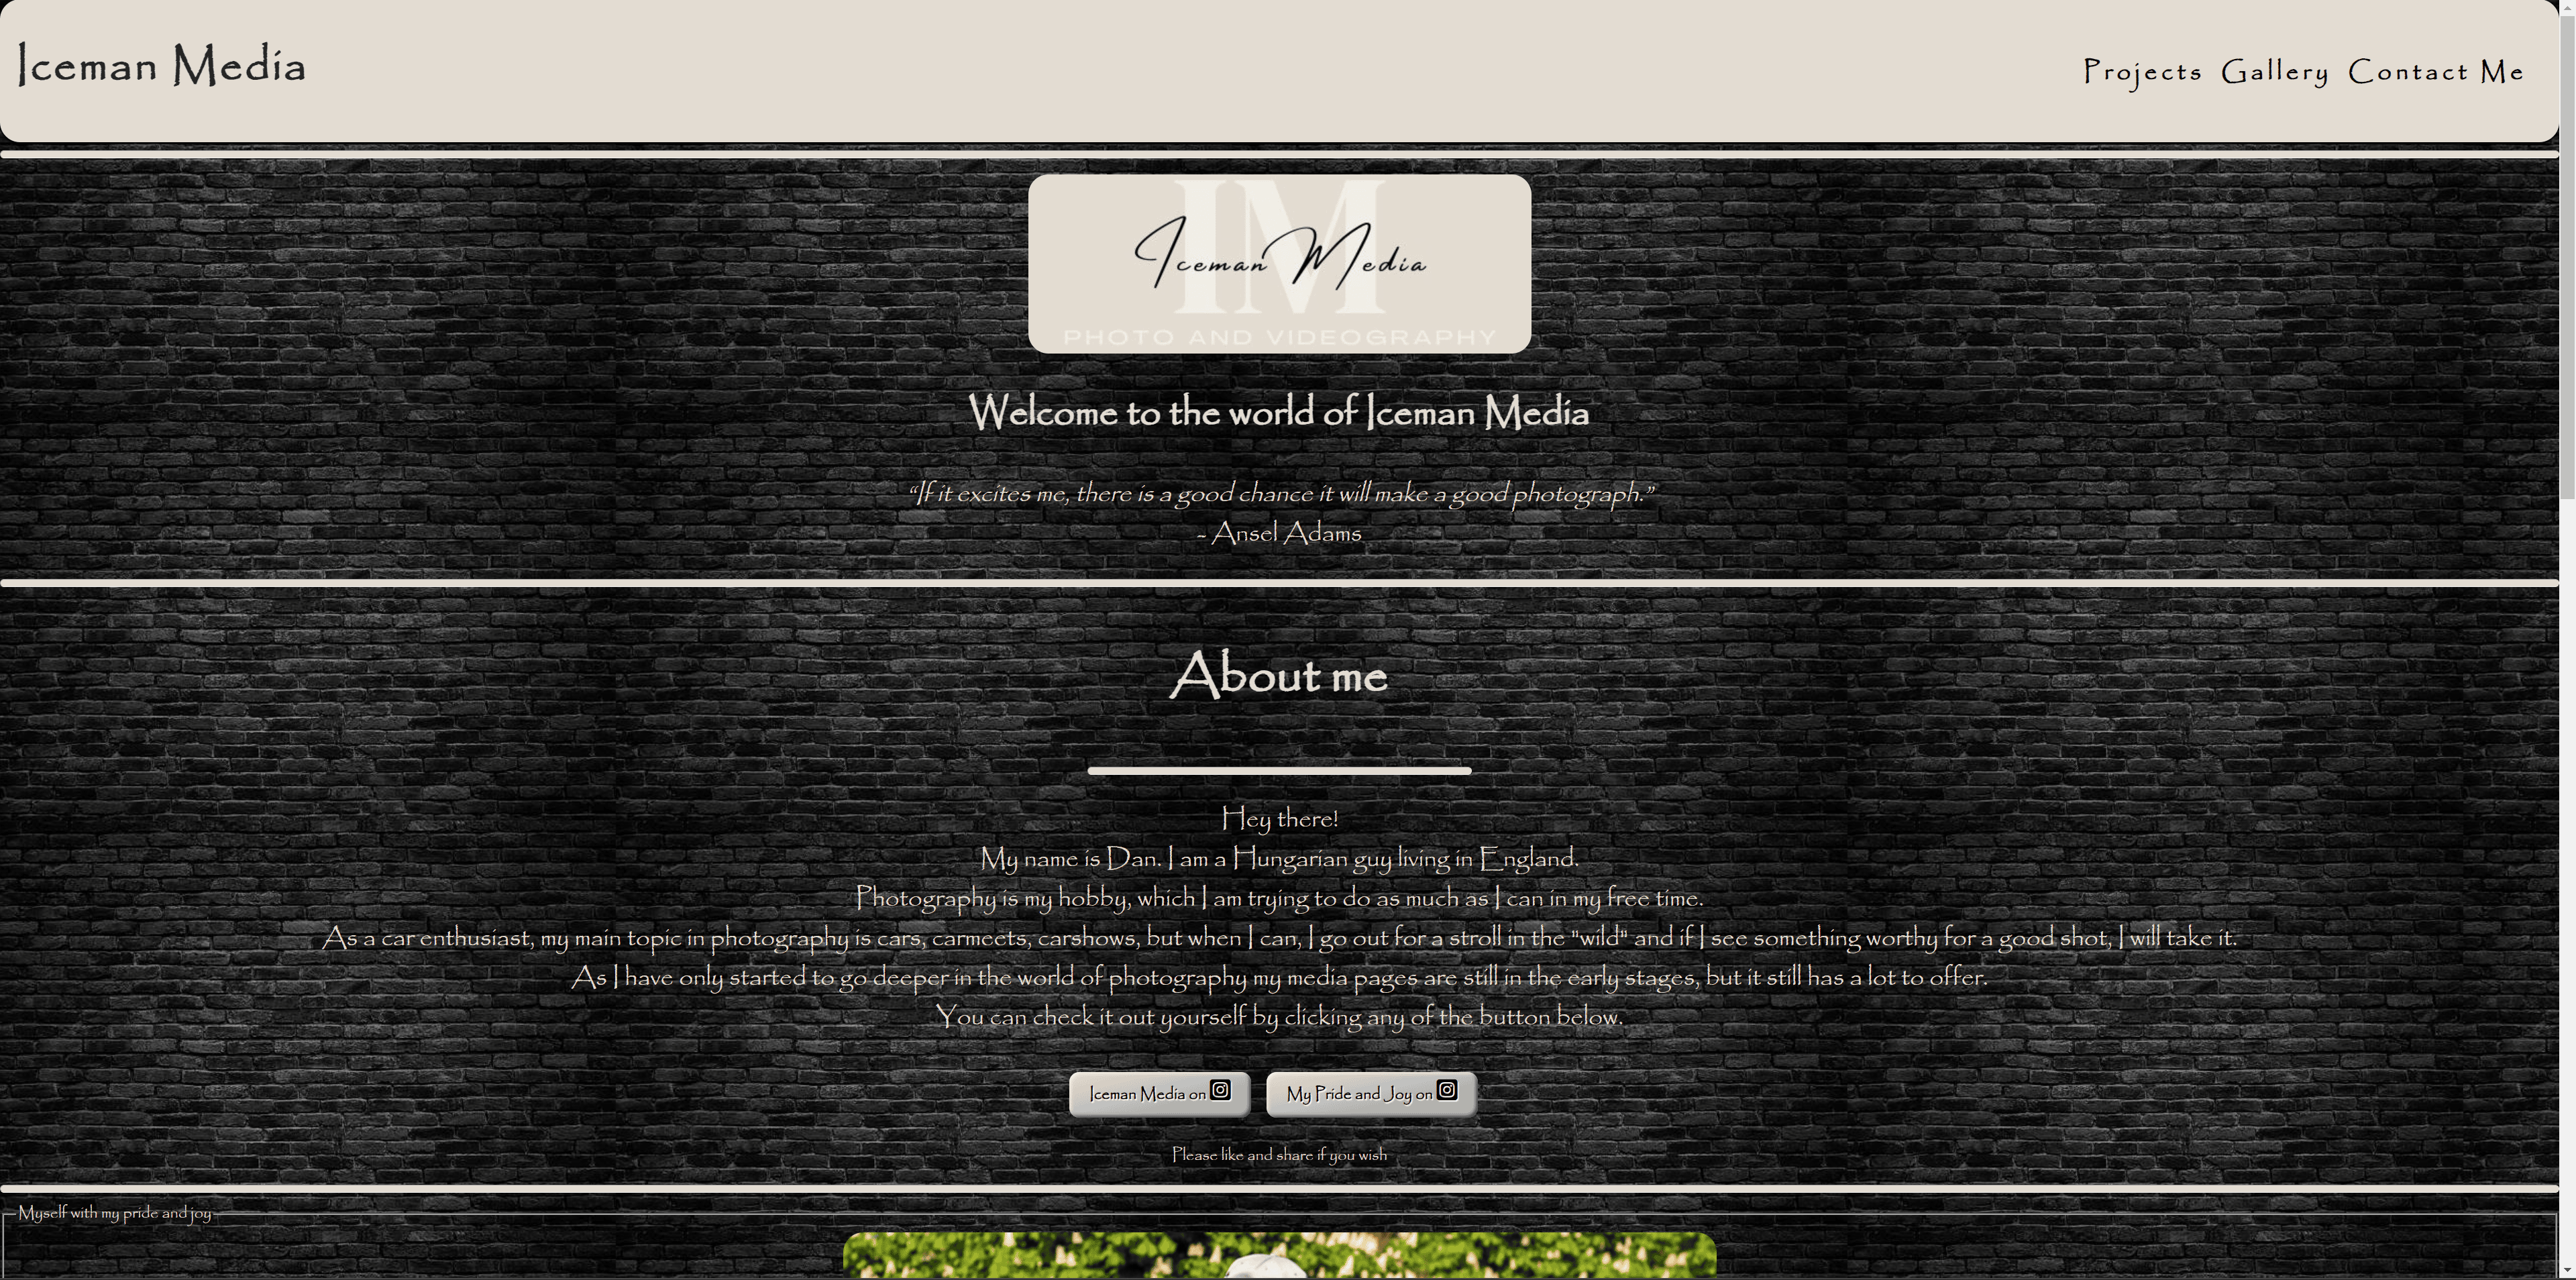 Iceman Media
Projects Gallery Contact Me
IM
Iceman Media
PHOTO AND VIDEOGRAPHY
Welcome to the world of Iceman Media
“If it excites me, there is a good chance it will make a good photograph.”
- Ansel Adams
About me
Hey there!
My name is Dan. I am a Hungarian guy living in England.
Photography is my hobby, which I am trying to do as much as I can in my free time.
As a car enthusiast, my main topic in photography is cars, carmeets, carshows, but when I can, I go out for a stroll in the "wild" and if I see something worthy for a good shot, I will take it.
As I have only started to go deeper in the world of photography my media pages are still in the early stages, but it still has a lot to offer.
You can check it out yourself by clicking any of the button below.
Iceman Media on
My Pride and Joy on
Please like and share if you wish
Myself with my pride and joy